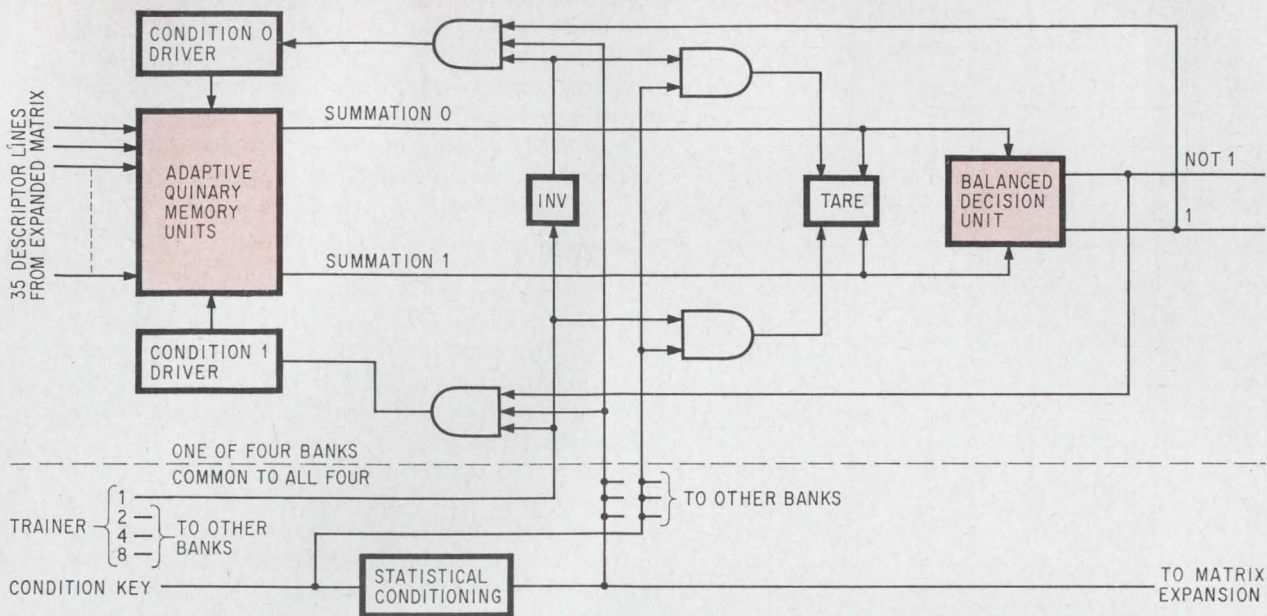 CONDITION 0
DRIVER
35 DESCRIPTOR LINES
FROM EXPANDED MATRIX
ADAPTIVE
QUINARY
MEMORY
UNITS
SUMMATION 0
SUMMATION 1
INV
TARE
BALANCED
DECISION
UNIT
NOT 1
1
CONDITION 1
DRIVER
ONE OF FOUR BANKS
COMMON TO ALL FOUR
TRAINER
1
2
4
8
TO OTHER
BANKS
TO OTHER BANKS
CONDITION KEY
STATISTICAL
CONDITIONING
TO MATRIX
EXPANSION